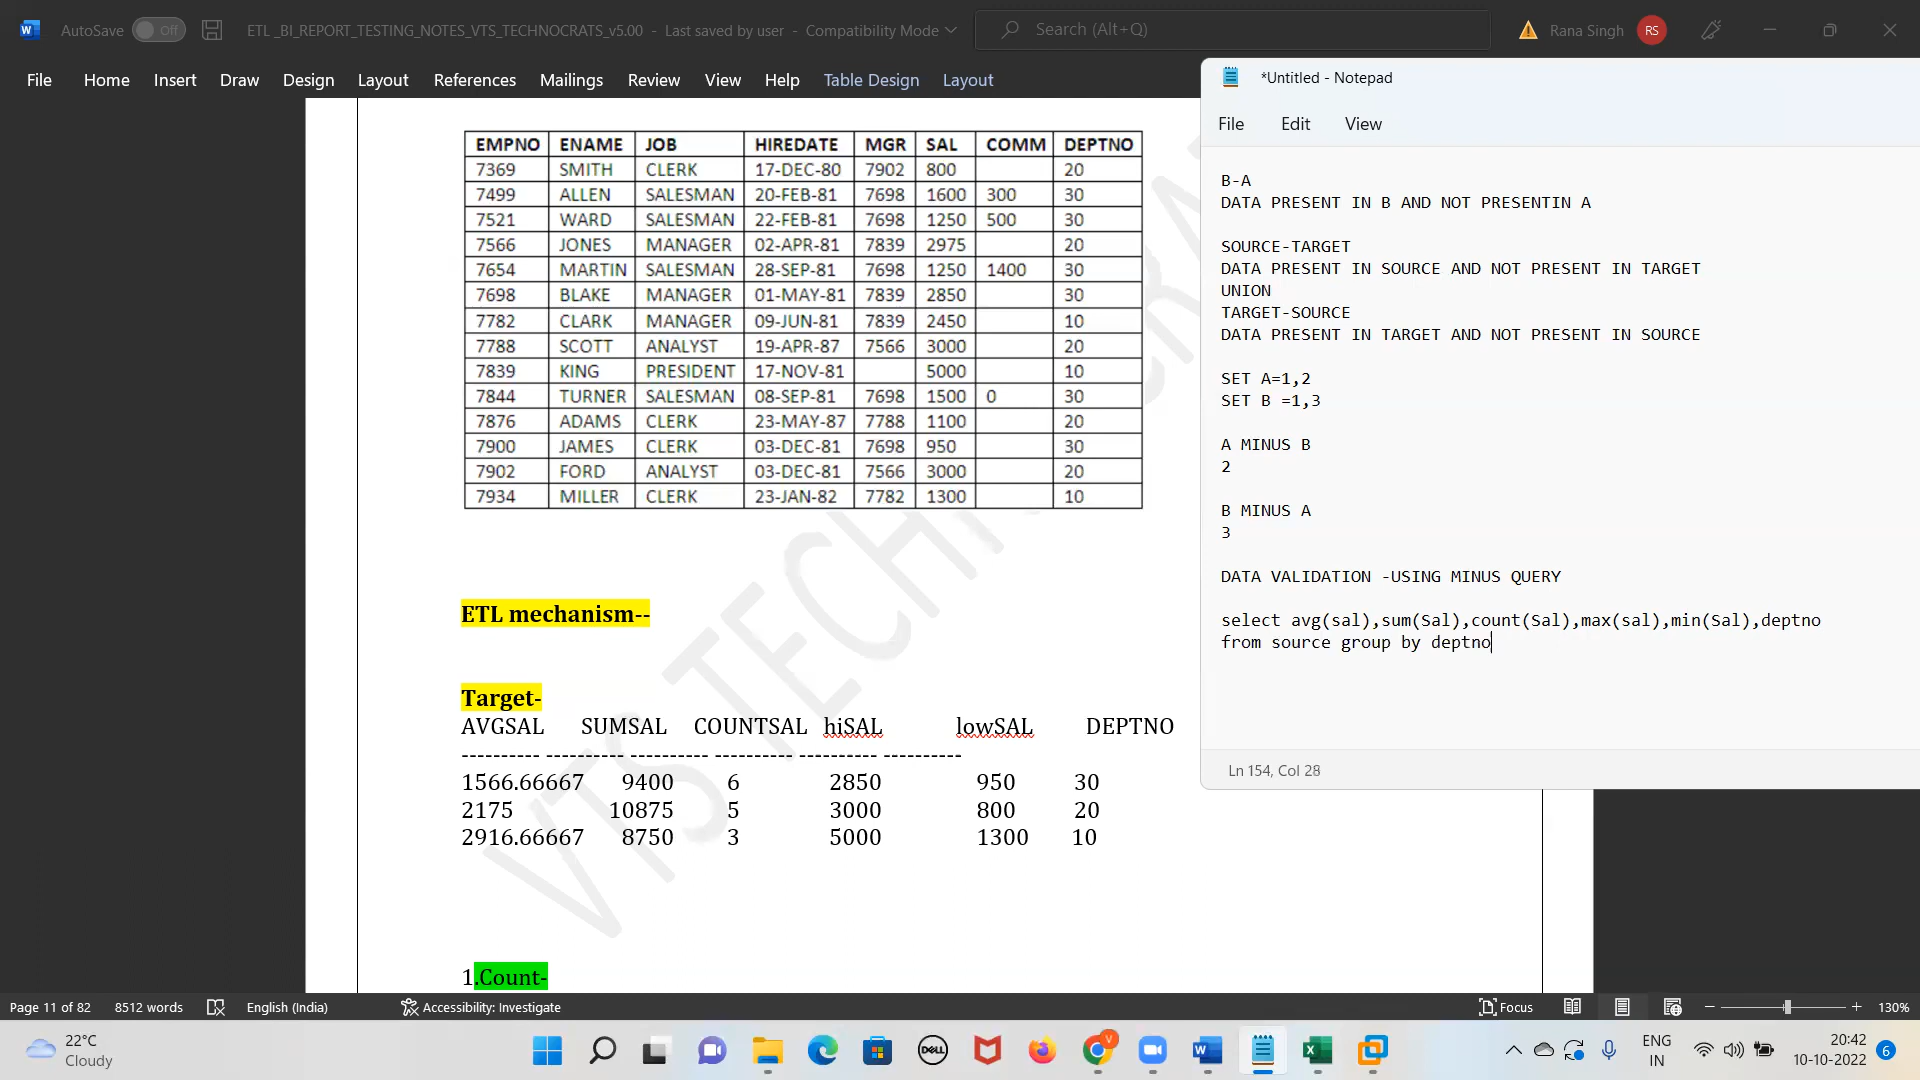 AutoSave Off ETL _BI_REPORT_TESTING_NOTES_VTS_TECHNOCRATS_v5.00 - Last saved by user - Compatibility Mode Search (Alt+Q) Rana Singh RS
File Home Insert Draw Design Layout References Mailings Review View Help Table Design Layout
EMPNO ENAME JOB HIREDATE MGR SAL COMM DEPTNO
7369 SMITH CLERK 17-DEC-80 7902 800 20
7499 ALLEN SALESMAN 20-FEB-81 7698 1600 300 30
7521 WARD SALESMAN 22-FEB-81 7698 1250 500 30
7566 JONES MANAGER 02-APR-81 7839 2975 20
7654 MARTIN SALESMAN 28-SEP-81 7698 1250 1400 30
7698 BLAKE MANAGER 01-MAY-81 7839 2850 30
7782 CLARK MANAGER 09-JUN-81 7839 2450 10
7788 SCOTT ANALYST 19-APR-87 7566 3000 20
7839 KING PRESIDENT 17-NOV-81 5000 10
7844 TURNER SALESMAN 08-SEP-81 7698 1500 0 30
7876 ADAMS CLERK 23-MAY-87 7788 1100 20
7900 JAMES CLERK 03-DEC-81 7698 950 30
7902 FORD ANALYST 03-DEC-81 7566 3000 20
7934 MILLER CLERK 23-JAN-82 7782 1300 10
ETL mechanism--
Target-
AVGSAL SUMSAL COUNTSAL hiSAL lowSAL DEPTNO
---------- ---------- ---------- ---------- ---------- ----------
1566.66667 9400 6 2850 950 30
2175 10875 5 3000 800 20
2916.66667 8750 3 5000 1300 10
1.Count-
VTS TECHN
*Untitled - Notepad
File Edit View
B-A
DATA PRESENT IN B AND NOT PRESENTIN A
SOURCE-TARGET
DATA PRESENT IN SOURCE AND NOT PRESENT IN TARGET
UNION
TARGET-SOURCE
DATA PRESENT IN TARGET AND NOT PRESENT IN SOURCE
SET A=1,2
SET B =1,3
A MINUS B
2
B MINUS A
3
DATA VALIDATION -USING MINUS QUERY
select avg(sal),sum(Sal),count(Sal),max(sal),min(Sal),deptno
from source group by deptno
Ln 154, Col 28
Page 11 of 82 8512 words English (India) Accessibility: Investigate Focus 130%
22°C
Cloudy
DELL
V
ENG
IN
20:42
10-10-2022
6